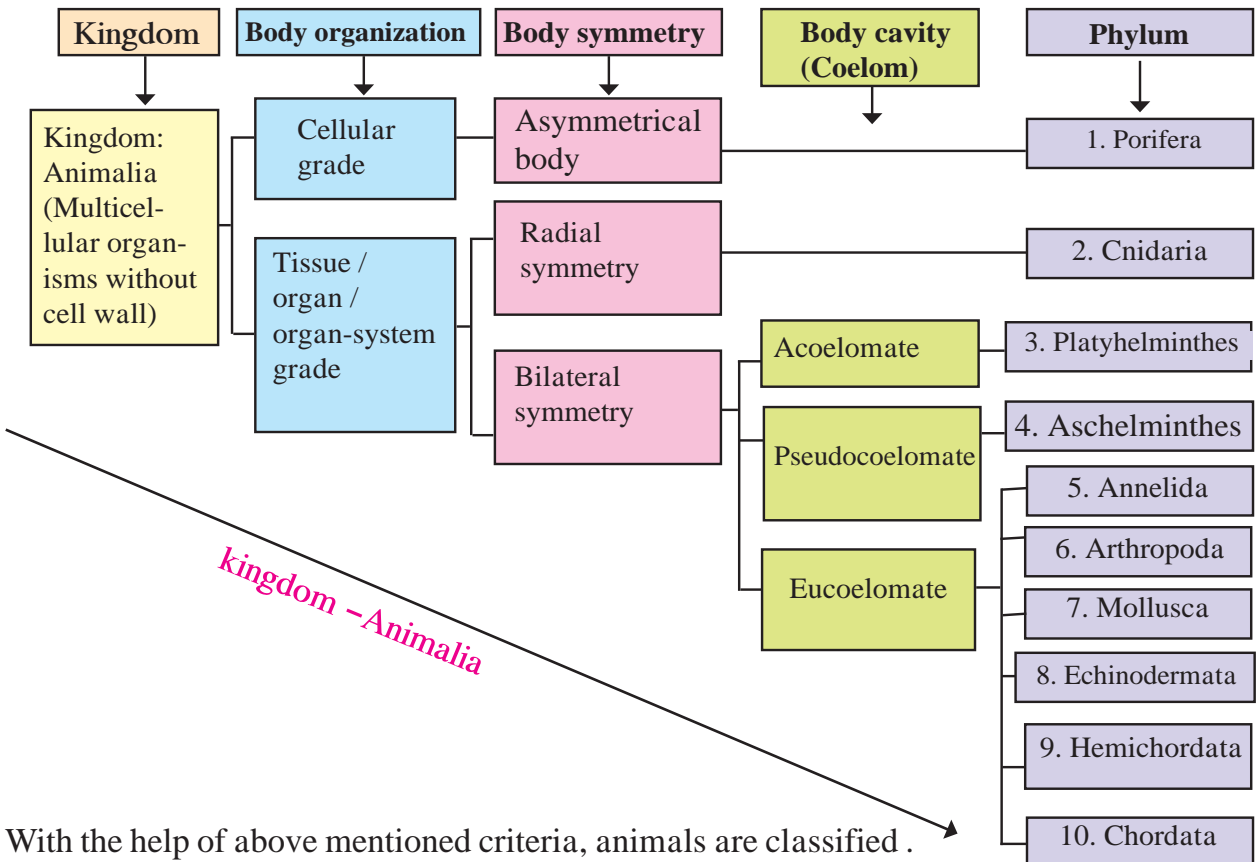 Kingdom
Body organization
Body symmetry
Body cavity
(Coelom)
Phylum
Kingdom:
Animalia
(Multicel-
lular organ-
isms without
cell wall)
Cellular
grade
Tissue /
organ /
organ-system
grade
Asymmetrical
body
Radial
symmetry
Bilateral
symmetry
Acoelomate
Pseudocoelomate
Eucoelomate
1. Porifera
2. Cnidaria
3. Platyhelminthes
4. Aschelminthes
5. Annelida
6. Arthropoda
7. Mollusca
8. Echinodermata
9. Hemichordata
10. Chordata
kingdom -Animalia
With the help of above mentioned criteria, animals are classified .